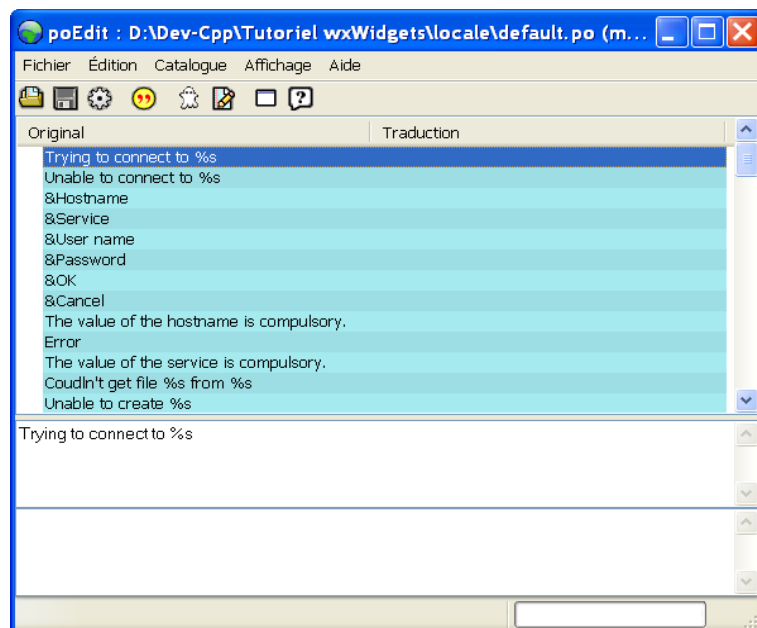 poEdit : D:\Dev-Cpp\Tutoriel wxWidgets\locale\default.po (m...
Fichier Édition Catalogue Affichage Aide
Original Traduction
Trying to connect to %s
Unable to connect to %s
&Hostname
&Service
&User name
&Password
&OK
&Cancel
The value of the hostname is compulsory.
Error
The value of the service is compulsory.
Coudln't get file %s from %s
Unable to create %s
Trying to connect to %s